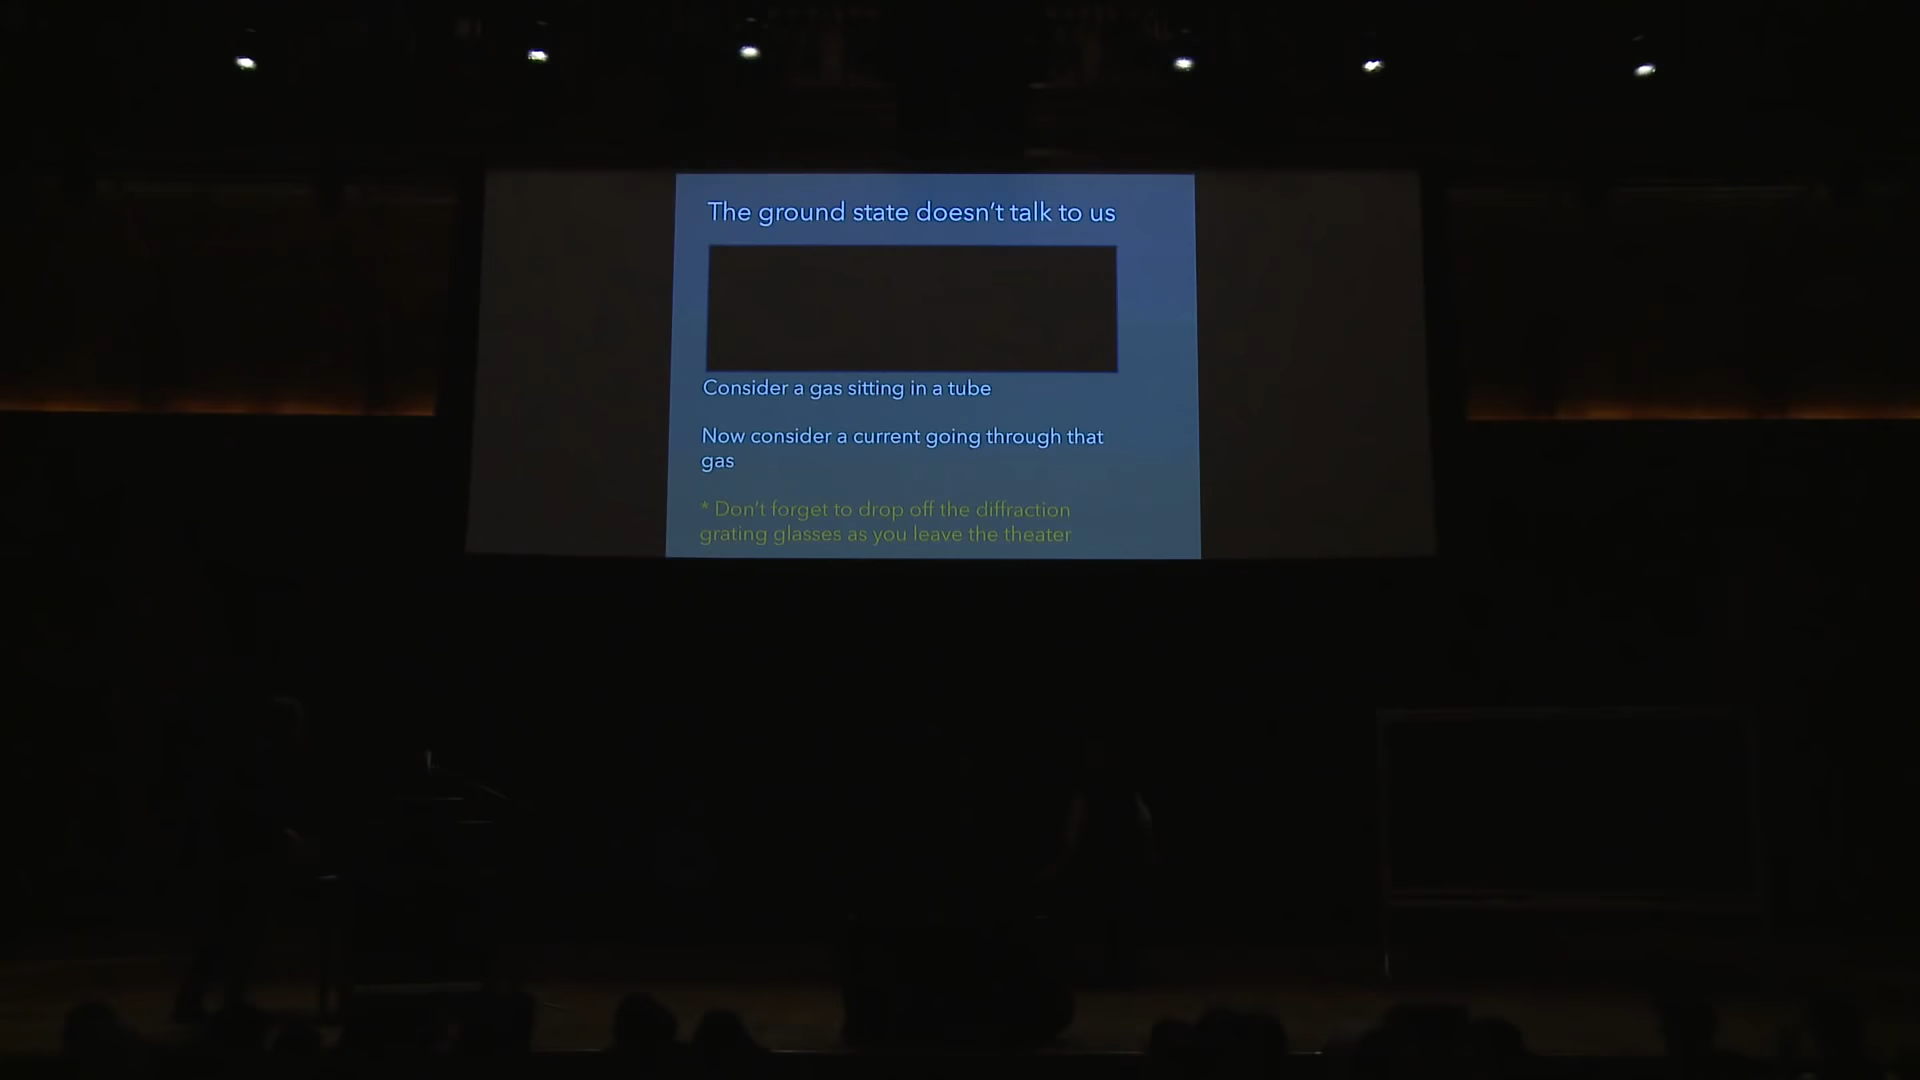 The ground state doesn't talk to us
Consider a gas sitting in a tube
Now consider a current going through that
gas
* Don't forget to drop off the diffraction
grating glasses as you leave the theater